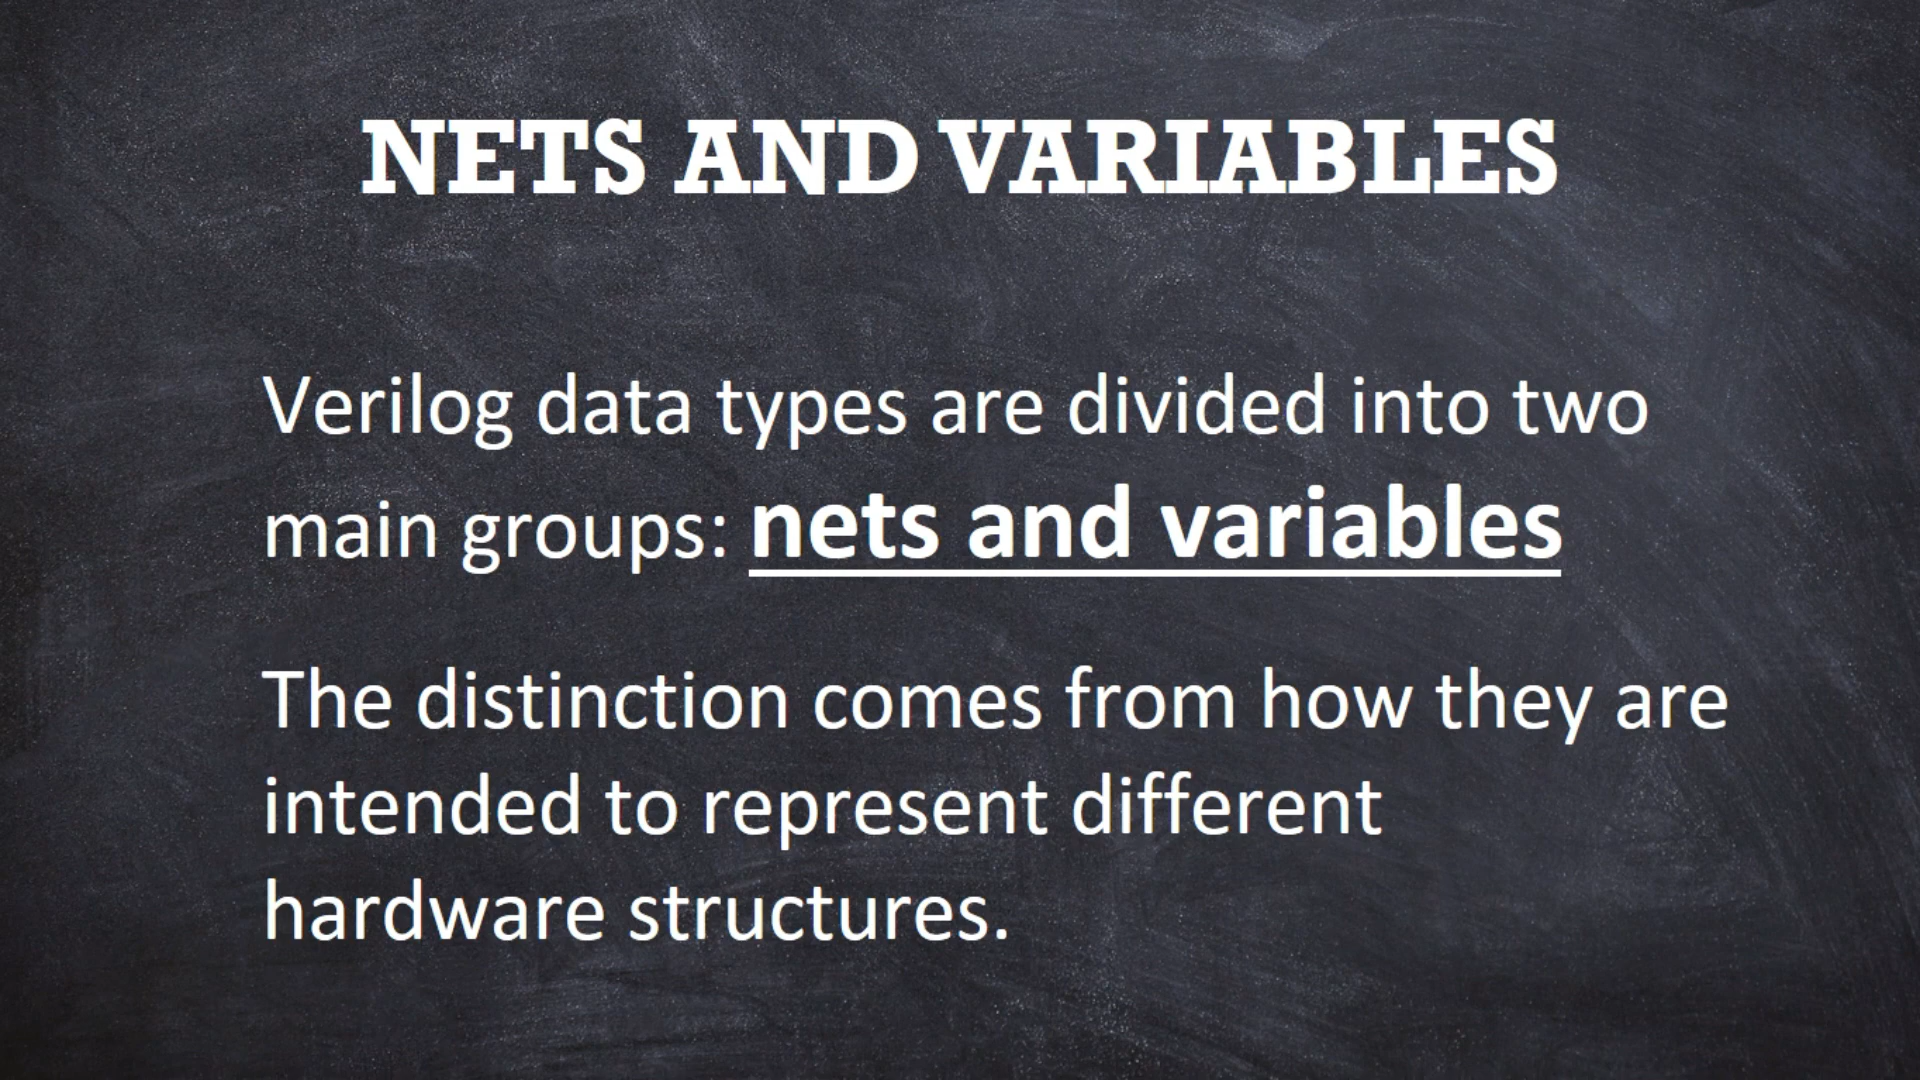 NETS AND VARIABLES
Verilog data types are divided into two
main groups: nets and variables
The distinction comes from how they are
intended to represent different
hardware structures.